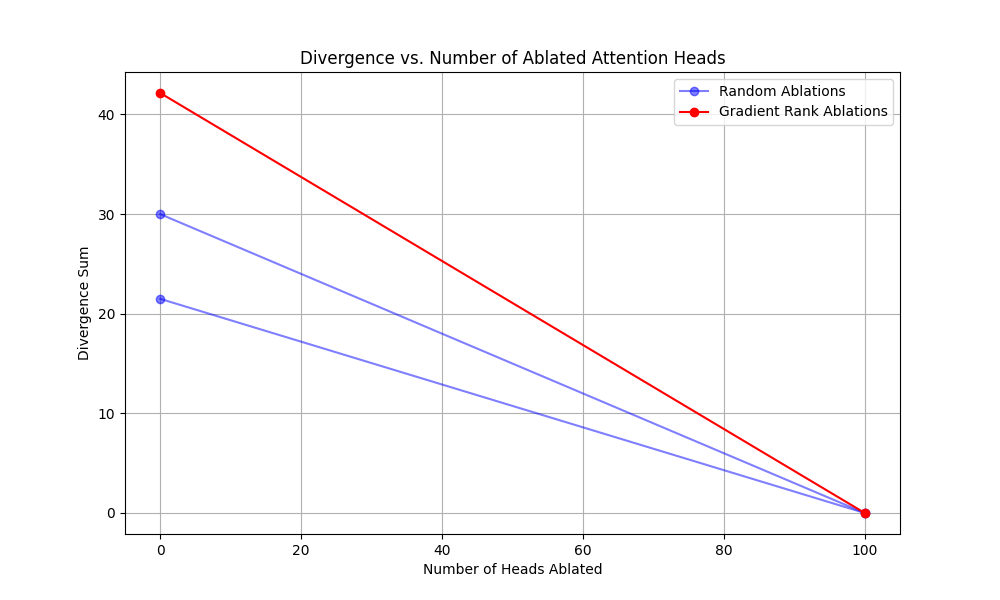 Divergence vs. Number of Ablated Attention Heads
Random Ablations
Gradient Rank Ablations
Divergence Sum
40
30
20
10
0
0 20 40 60 80 100
Number of Heads Ablated